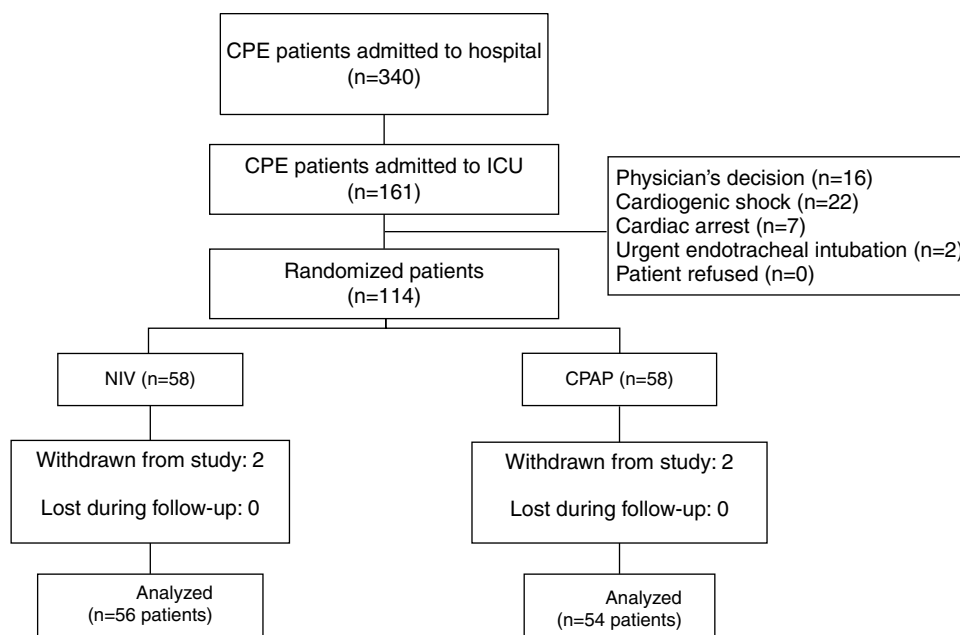 CPE patients admitted to hospital
(n=340)
CPE patients admitted to ICU
(n=161)
Physician's decision (n=16)
Cardiogenic shock (n=22)
Cardiac arrest (n=7)
Urgent endotracheal intubation (n=2)
Patient refused (n=0)
Randomized patients
(n=114)
NIV (n=58)
CPAP (n=58)
Withdrawn from study: 2
Lost during follow-up: 0
Withdrawn from study: 2
Lost during follow-up: 0
Analyzed
(n=56 patients)
Analyzed
(n=54 patients)